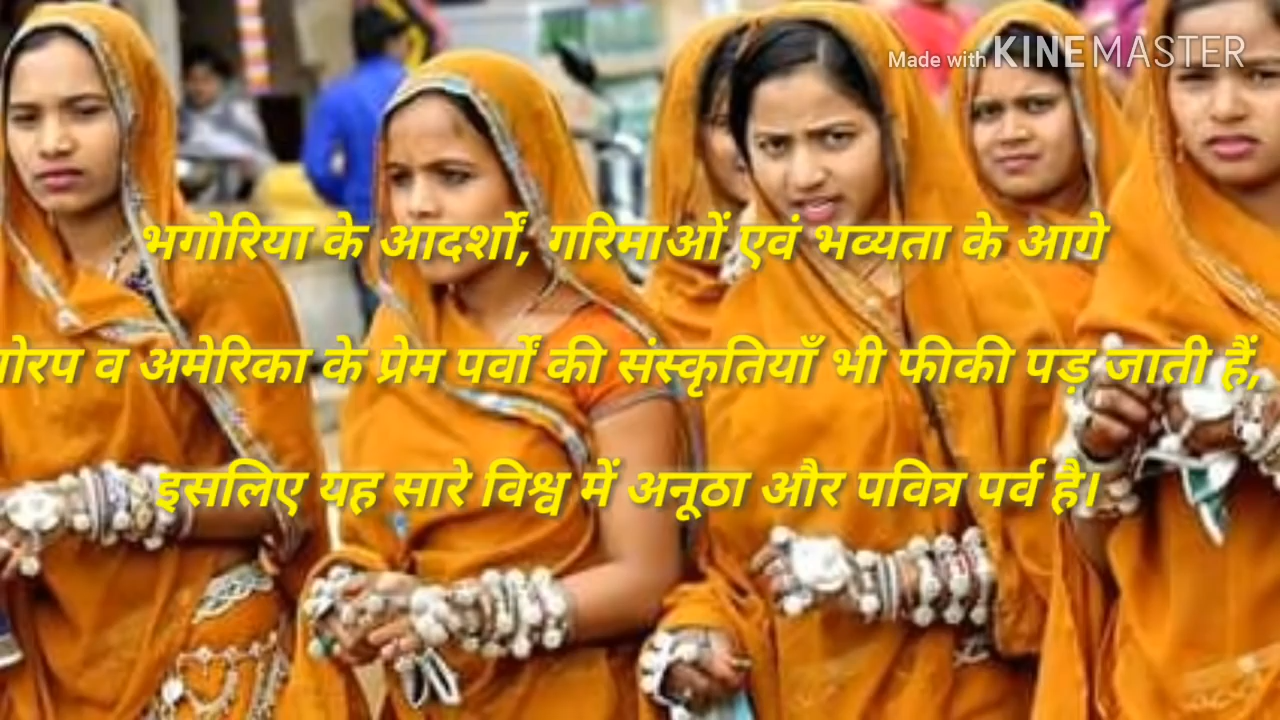 Made with KINEMASTER
भगोरिया के आदर्शों, गरिमाओं एवं भव्यता के आगे
व अमेरिका के प्रेम पर्वों की संस्कृतियाँ भी फीकी पड़ जाती हैं,
इसलिए यह सारे विश्व में अनूठा और पवित्र पर्व है।